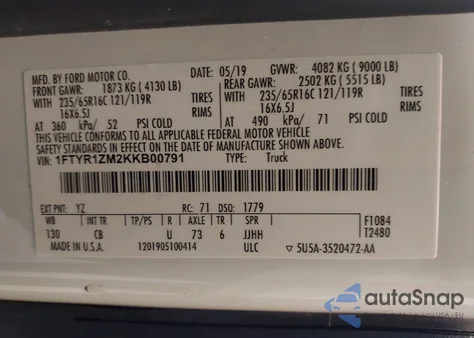 MFD. BY FORD MOTOR CO.
DATE: 05/19 GVWR: 4082 KG ( 9000 LB)
FRONT GAWR: 1873 KG ( 4130 LB) REAR GAWR: 2502 KG ( 5515 LB)
WITH 235/65R16C 121/119R TIRES WITH 235/65R16C 121/119R TIRES
16X6.5J RIMS 16X6.5J RIMS
AT 360 kPa/ 52 PSI COLD AT 490 kPa/ 71 PSI COLD
THIS VEHICLE CONFORMS TO ALL APPLICABLE FEDERAL MOTOR VEHICLE
SAFETY STANDARDS IN EFFECT ON THE DATE OF MANUFACTURE SHOWN ABOVE.
VIN: 1FTYR1ZM2KKB00791 TYPE: Truck
EXT PNT: YZ RC: 71 DSO: 1779
WB INT TR TP/PS R AXLE TR SPR F1084
130 CB U 73 6 JJHH T2480
MADE IN U.S.A. 1201905100414 ULC 5U5A-3520472-AA
autoSnap